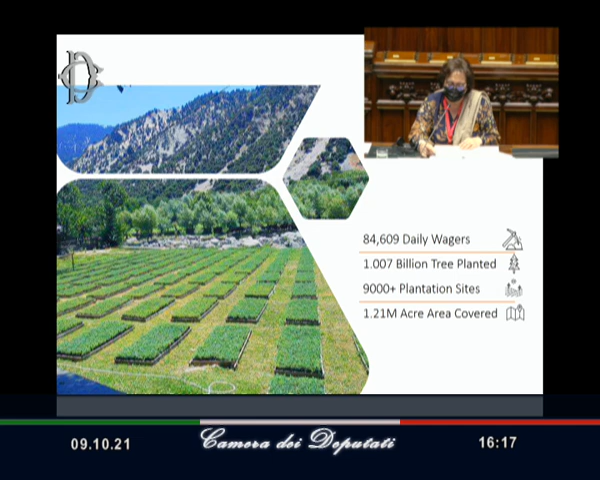 84,609 Daily Wagers
1.007 Billion Tree Planted
9000+ Plantation Sites
1.21M Acre Area Covered
09.10.21
Camera dei Deputati
16:17